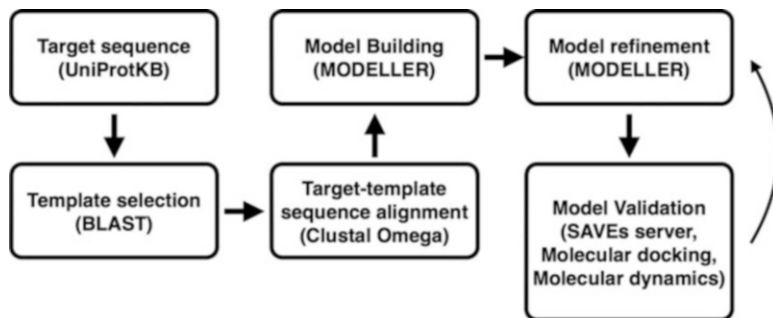 Target sequence
(UniProtKB)
Template selection
(BLAST)
Target-template
sequence alignment
(Clustal Omega)
Model Building
(MODELLER)
Model refinement
(MODELLER)
Model Validation
(SAVEs server,
Molecular docking,
Molecular dynamics)